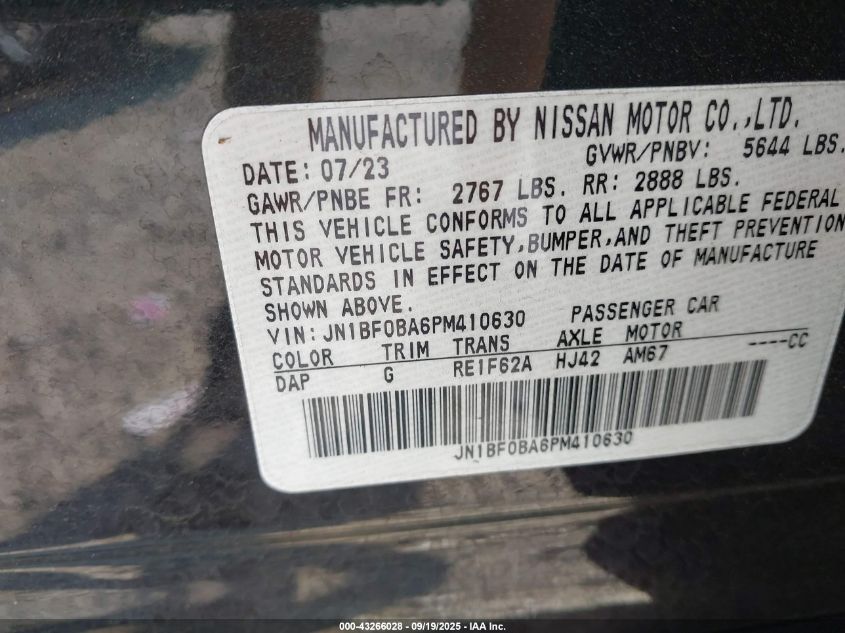 MANUFACTURED BY NISSAN MOTOR CO.,LTD.
DATE: 07/23 GVWR/PNBV: 5644 LBS.
GAWR/PNBE FR: 2767 LBS. RR: 2888 LBS.
THIS VEHICLE CONFORMS TO ALL APPLICABLE FEDERAL
MOTOR VEHICLE SAFETY,BUMPER,AND THEFT PREVENTION
STANDARDS IN EFFECT ON THE DATE OF MANUFACTURE
SHOWN ABOVE.
VIN: JN1BF0BA6PM410630 PASSENGER CAR
COLOR TRIM TRANS AXLE MOTOR
DAP G RE1F62A HJ42 AM67 ----CC
JN1BF0BA6PM410630
000-43266028 - 09/19/2025 - IAA Inc.